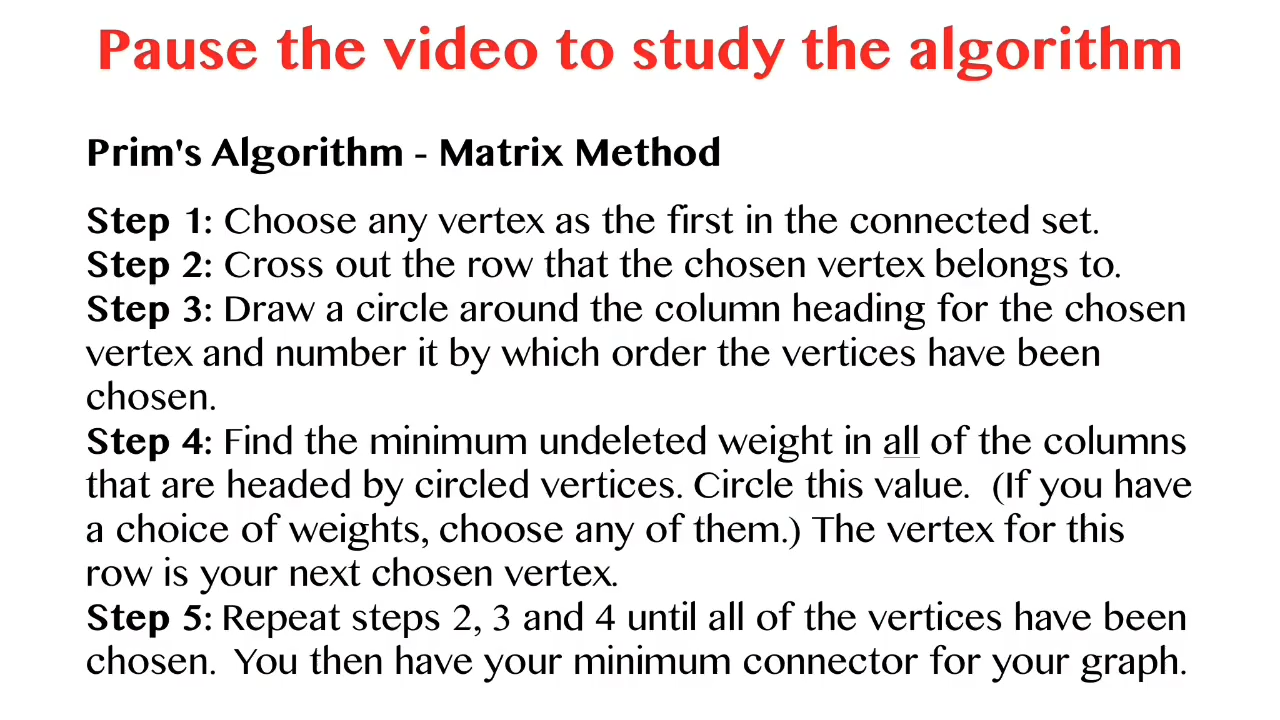 Pause the video to study the algorithm
Prim's Algorithm - Matrix Method
Step 1: Choose any vertex as the first in the connected set.
Step 2: Cross out the row that the chosen vertex belongs to.
Step 3: Draw a circle around the column heading for the chosen
vertex and number it by which order the vertices have been
chosen.
Step 4: Find the minimum undeleted weight in all of the columns
that are headed by circled vertices. Circle this value.  (If you have
a choice of weights, choose any of them.) The vertex for this
row is your next chosen vertex.
Step 5: Repeat steps 2, 3 and 4 until all of the vertices have been
chosen.  You then have your minimum connector for your graph.